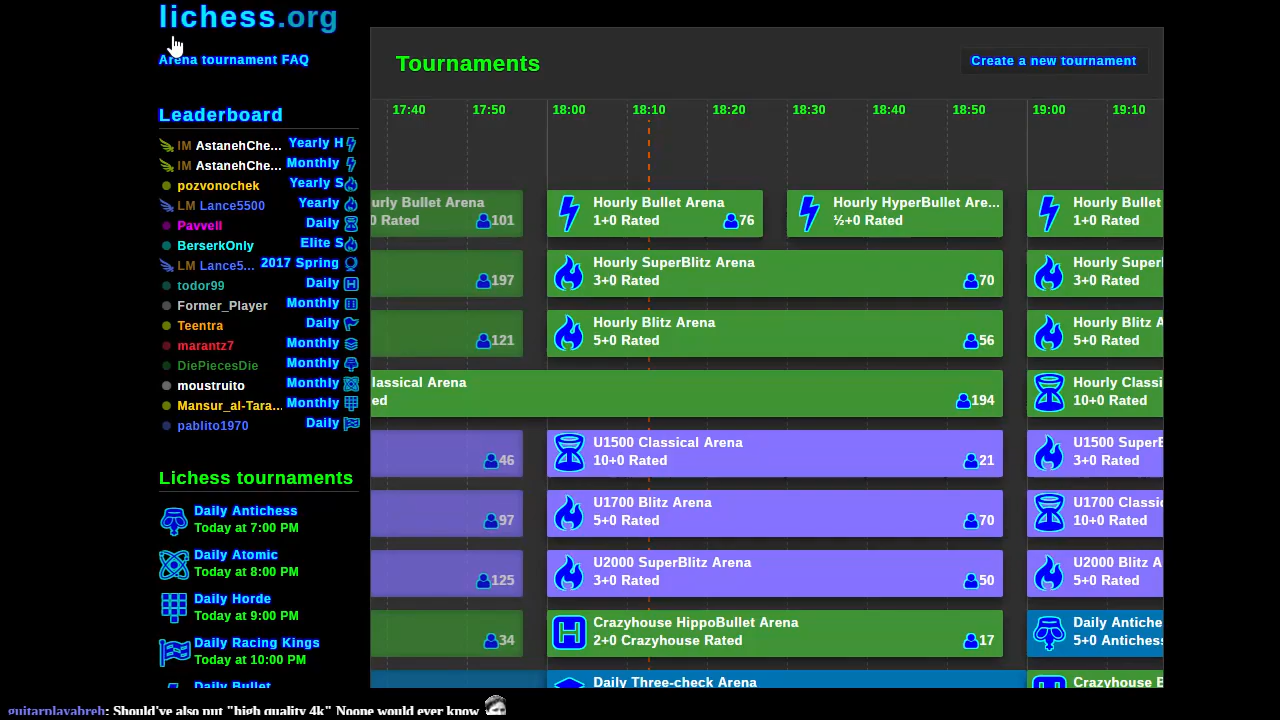 lichess.org
Arena tournament FAQ
Leaderboard
IM AstanehChe... Yearly H
IM AstanehChe... Monthly
pozvonochek Yearly S
LM Lance5500 Yearly
Pavvell Daily
BerserkOnly Elite S
LM Lance5... 2017 Spring
todor99 Daily
Former_Player Monthly
Teentra Daily
marantz7 Monthly
DiePiecesDie Monthly
moustruito Monthly
Mansur_al-Tara... Monthly
pablito1970 Daily
Lichess tournaments
Daily Antichess
Today at 7:00 PM
Daily Atomic
Today at 8:00 PM
Daily Horde
Today at 9:00 PM
Daily Racing Kings
Today at 10:00 PM
Daily Bullet
Tournaments
Create a new tournament
17:40 17:50 18:00 18:10 18:20 18:30 18:40 18:50 19:00 19:10
urly Bullet Arena Hourly Bullet Arena Hourly HyperBullet Are... Hourly Bullet
0 Rated 101 1+0 Rated 76 ½+0 Rated 1+0 Rated
Hourly SuperBlitz Arena Hourly Super
197 3+0 Rated 70 3+0 Rated
Hourly Blitz Arena Hourly Blitz A
121 5+0 Rated 56 5+0 Rated
lassical Arena Hourly Classi
ed 194 10+0 Rated
U1500 Classical Arena U1500 SuperB
46 10+0 Rated 21 3+0 Rated
U1700 Blitz Arena U1700 Classic
97 5+0 Rated 70 10+0 Rated
U2000 SuperBlitz Arena U2000 Blitz A
125 3+0 Rated 50 5+0 Rated
Crazyhouse HippoBullet Arena Daily Antiche
34 2+0 Crazyhouse Rated 17 5+0 Antichess
Daily Three-check Arena Crazyhouse B
guitarplayabreh: Should've also put "high quality 4k" Noone would ever know